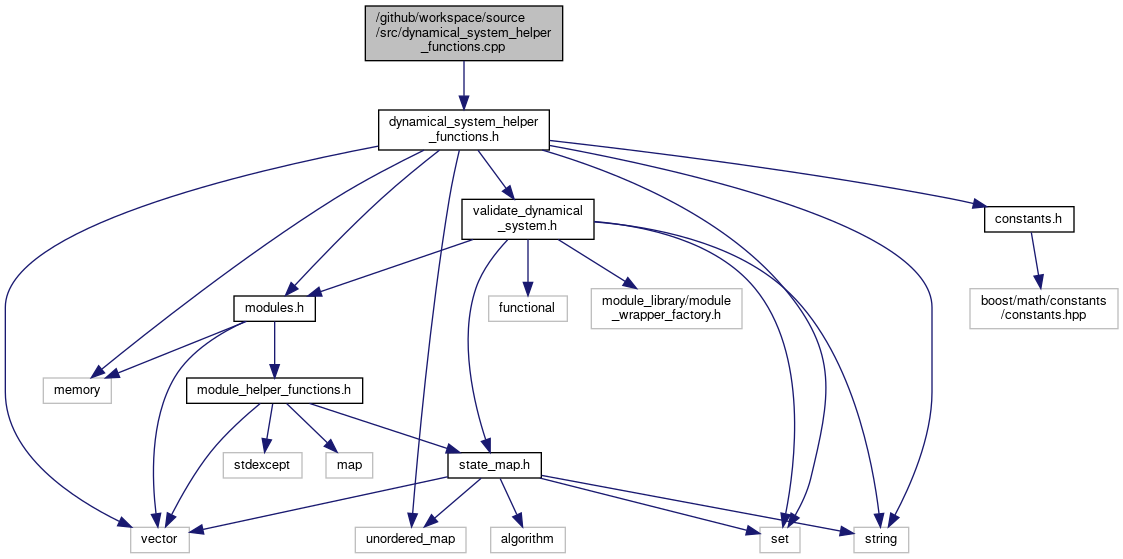 /github/workspace/source
/src/dynamical_system_helper
_functions.cpp
dynamical_system_helper
_functions.h
validate_dynamical
_system.h
constants.h
modules.h
functional
module_library/module
_wrapper_factory.h
boost/math/constants
/constants.hpp
memory
module_helper_functions.h
stdexcept
map
state_map.h
vector
unordered_map
algorithm
set
string